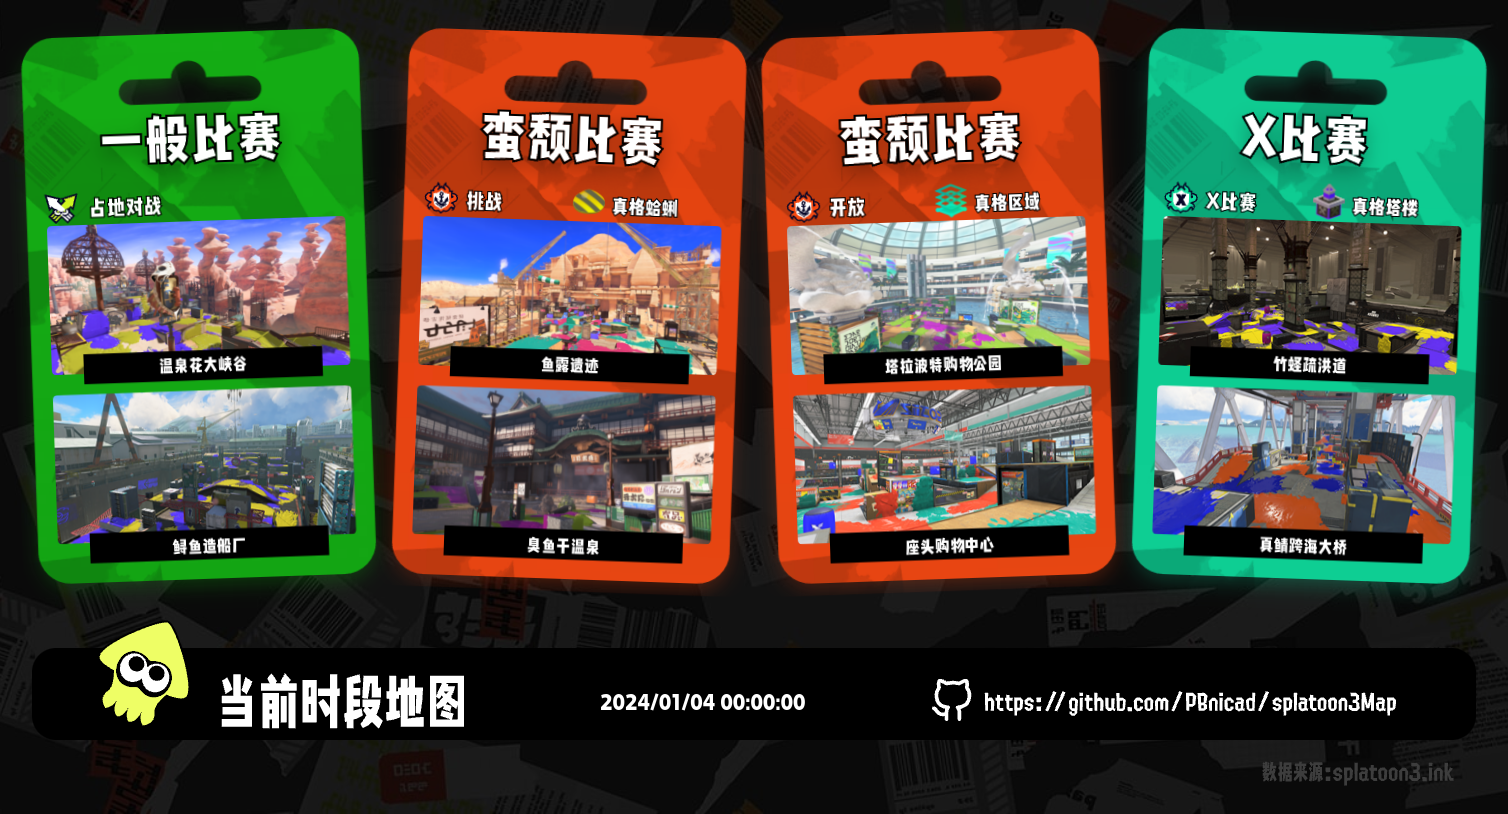 一般比赛
占地对战
温泉花大峡谷
鲟鱼造船厂
蛮颓比赛
挑战
真格蛤蜊
鱼露遗迹
臭鱼干温泉
蛮颓比赛
开放
真格区域
塔拉波特购物公园
座头购物中心
X比赛
X比赛
真格塔楼
竹蛏疏洪道
真鲭跨海大桥
当前时段地图
2024/01/04 00:00:00
https://github.com/PBnicad/splatoon3Map
数据来源:splatoon3.ink